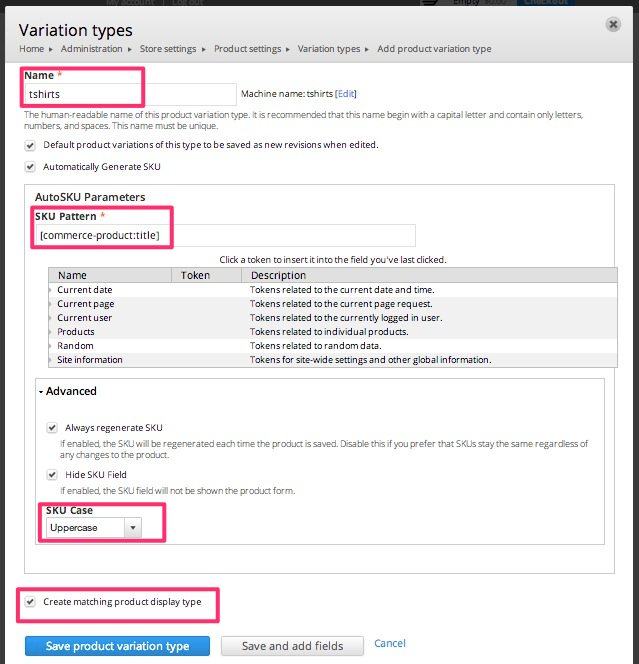 My account Log out Empty $0.00 Checkout
Variation types
Home ▸ Administration ▸ Store settings ▸ Product settings ▸ Variation types ▸ Add product variation type
Name *
tshirts Machine name: tshirts [Edit]
The human-readable name of this product variation type. It is recommended that this name begin with a capital letter and contain only letters,
numbers, and spaces. This name must be unique.
Default product variations of this type to be saved as new revisions when edited.
Automatically Generate SKU
AutoSKU Parameters
SKU Pattern *
[commerce-product:title]
Click a token to insert it into the field you've last clicked.
Name Token Description
Current date Tokens related to the current date and time.
Current page Tokens related to the current page request.
Current user Tokens related to the currently logged in user.
Products Tokens related to individual products.
Random Tokens related to random data.
Site information Tokens for site-wide settings and other global information.
Advanced
Always regenerate SKU
If enabled, the SKU will be regenerated each time the product is saved. Disable this if you prefer that SKUs stay the same regardless of
any changes to the product.
Hide SKU Field
If enabled, the SKU field will not be shown the product form.
SKU Case
Uppercase
Create matching product display type
Save product variation type Save and add fields Cancel